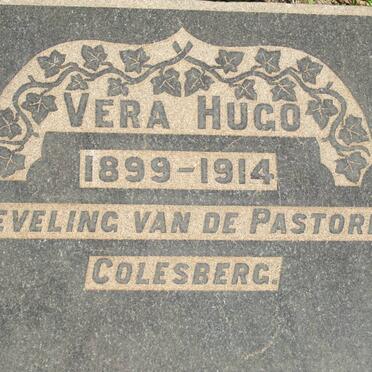 VERA HUGO
1899-1914
EVELING VAN DE PASTORI
COLESBERG.